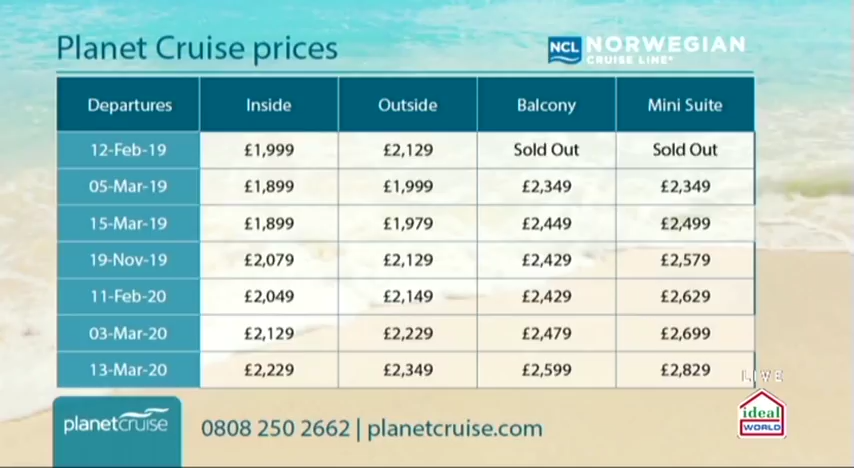 Planet Cruise prices
NCL NORWEGIAN
CRUISE LINE®
Departures Inside Outside Balcony Mini Suite
12-Feb-19 £1,999 £2,129 Sold Out Sold Out
05-Mar-19 £1,899 £1,999 £2,349 £2,349
15-Mar-19 £1,899 £1,979 £2,449 £2,499
19-Nov-19 £2,079 £2,129 £2,429 £2,579
11-Feb-20 £2,049 £2,149 £2,429 £2,629
03-Mar-20 £2,129 £2,229 £2,479 £2,699
13-Mar-20 £2,229 £2,349 £2,599 £2,829
LIVE
ideal
WORLD
planetcruise 0808 250 2662 | planetcruise.com